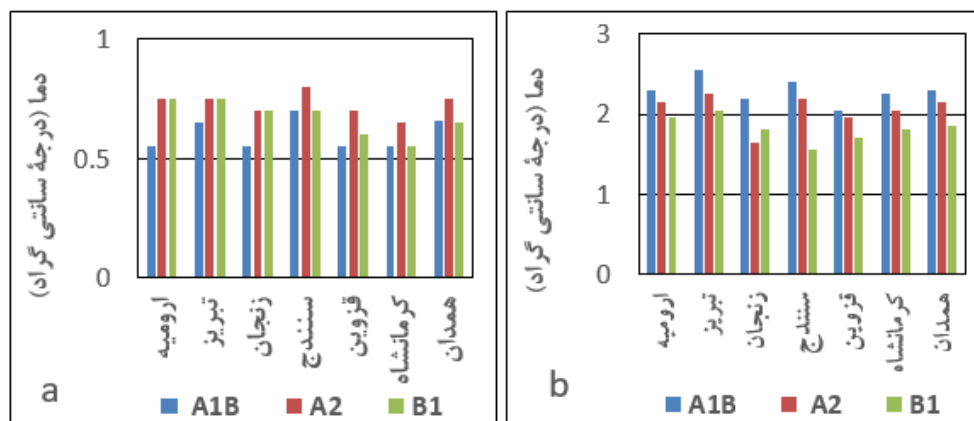 دما (درجهٔ سانتی گراد)
1
0.5
0
ارومیه
تبریز
زنجان
سنندج
قزوین
کرمانشاه
همدان
a
A1B A2 B1
دما (درجهٔ سانتی گراد)
3
2
1
0
ارومیه
تبریز
زنجان
سنندج
قزوین
کرمانشاه
همدان
b
A1B A2 B1